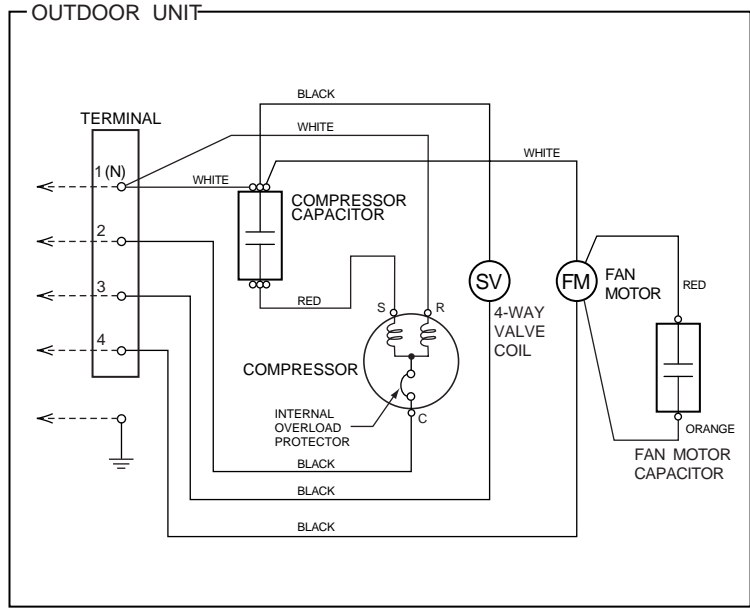 OUTDOOR UNIT
BLACK
TERMINAL
WHITE
WHITE
1 (N)
WHITE
COMPRESSOR
CAPACITOR
2
3
RED
S
R
SV
4-WAY
VALVE
COIL
FM
FAN
MOTOR
RED
4
COMPRESSOR
INTERNAL
OVERLOAD
PROTECTOR
C
ORANGE
FAN MOTOR
CAPACITOR
BLACK
BLACK
BLACK